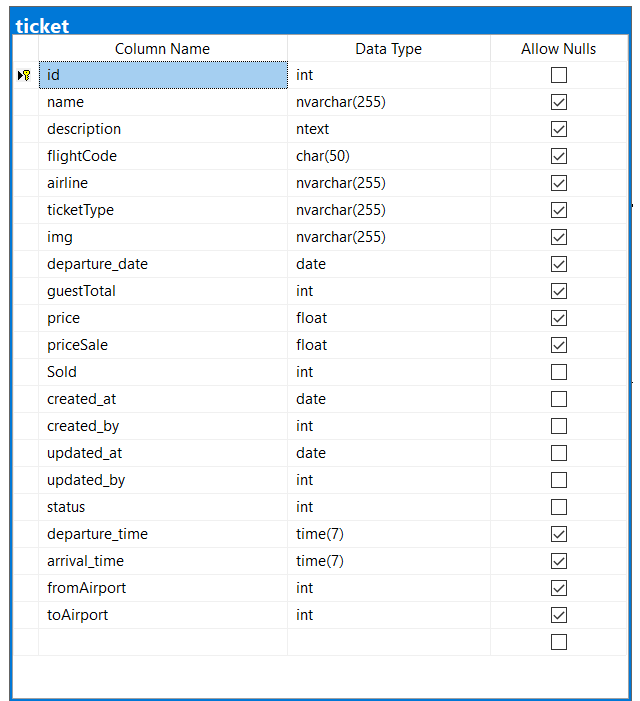 ticket
Column Name Data Type Allow Nulls
id int
name nvarchar(255)
description ntext
flightCode char(50)
airline nvarchar(255)
ticketType nvarchar(255)
img nvarchar(255)
departure_date date
guestTotal int
price float
priceSale float
Sold int
created_at date
created_by int
updated_at date
updated_by int
status int
departure_time time(7)
arrival_time time(7)
fromAirport int
toAirport int